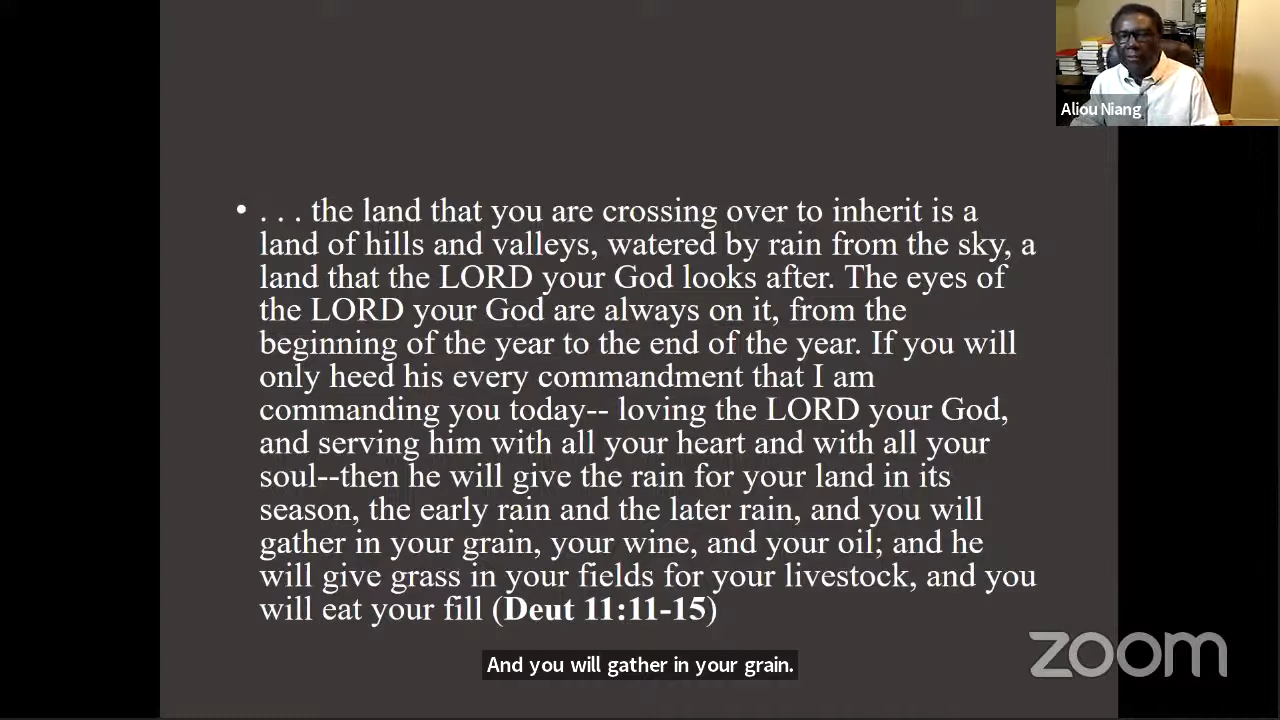 Aliou Niang
• . . . the land that you are crossing over to inherit is a
land of hills and valleys, watered by rain from the sky, a
land that the LORD your God looks after. The eyes of
the LORD your God are always on it, from the
beginning of the year to the end of the year. If you will
only heed his every commandment that I am
commanding you today-- loving the LORD your God,
and serving him with all your heart and with all your
soul--then he will give the rain for your land in its
season, the early rain and the later rain, and you will
gather in your grain, your wine, and your oil; and he
will give grass in your fields for your livestock, and you
will eat your fill (Deut 11:11-15)
And you will gather in your grain.
zoom